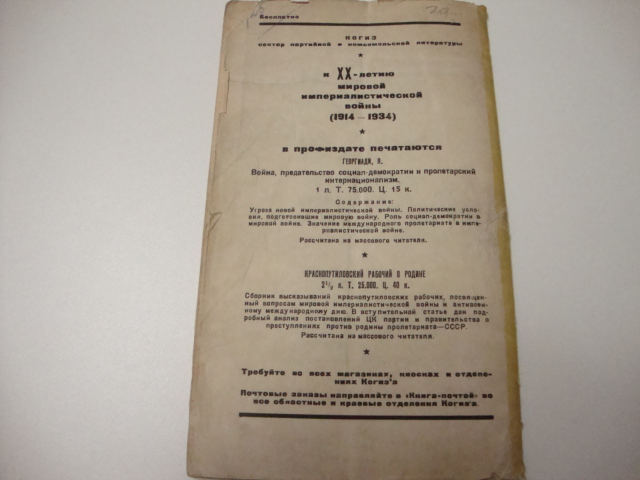 Бесплатно
КОГИЗ
сектор партийной и комсомольской литературы
★
к XX-летию
мировой
империалистической
войны
(1914—1934)
★
в профиздате печатаются
ГЕОРГИАДИ, Л.
Война, предательство социал-демократии и пролетарский
интернационализм.
1 л. Т. 75.000. Ц. 15 к.
Содержание:
Угроза новой империалистической войны. Политические усло-
вия, подготовившие мировую войну. Роль социал-демократии в
мировой войне. Значение международного пролетариата в импе-
риалистической войне.
Рассчитана на массового читателя.
★
КРАСНОПУТИЛОВСКИЙ РАБОЧИЙ О РОДИНЕ
2½ л. Т. 25.000. Ц. 40 к.
Сборник высказываний краснопутиловских рабочих, посвящен-
ный вопросам мировой империалистической войны и антивоен-
ному международному дню. В вступительной статье дан под-
робный анализ постановлений ЦК партии и правительства о
преступлениях против родины пролетариата—СССР.
Рассчитана на массового читателя.
★
Требуйте во всех магазинах, киосках и отделе-
ниях Когиз'а
Почтовые заказы направляйте в «Книга-почтой» во
все областные и краевые отделения Когиз'а.